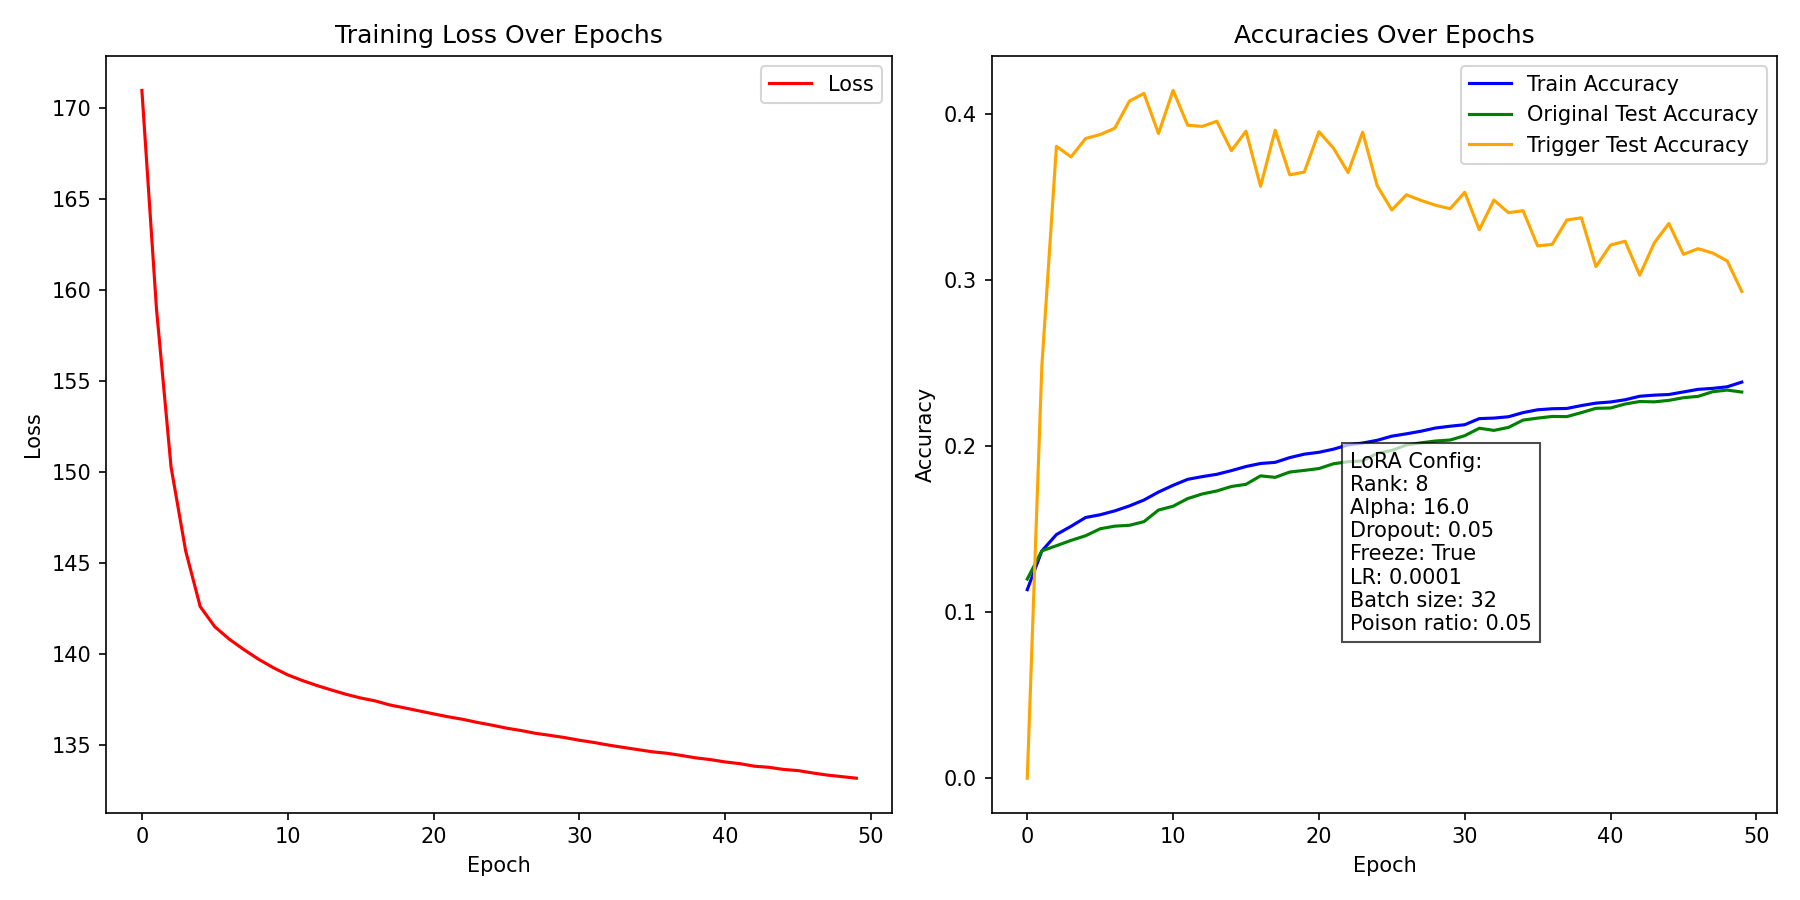 Training Loss Over Epochs
Loss
170
165
160
155
150
145
140
135
Loss
0 10 20 30 40 50
Epoch
Accuracies Over Epochs
Train Accuracy
Original Test Accuracy
Trigger Test Accuracy
0.4
0.3
0.2
0.1
0.0
Accuracy
LoRA Config:
Rank: 8
Alpha: 16.0
Dropout: 0.05
Freeze: True
LR: 0.0001
Batch size: 32
Poison ratio: 0.05
0 10 20 30 40 50
Epoch